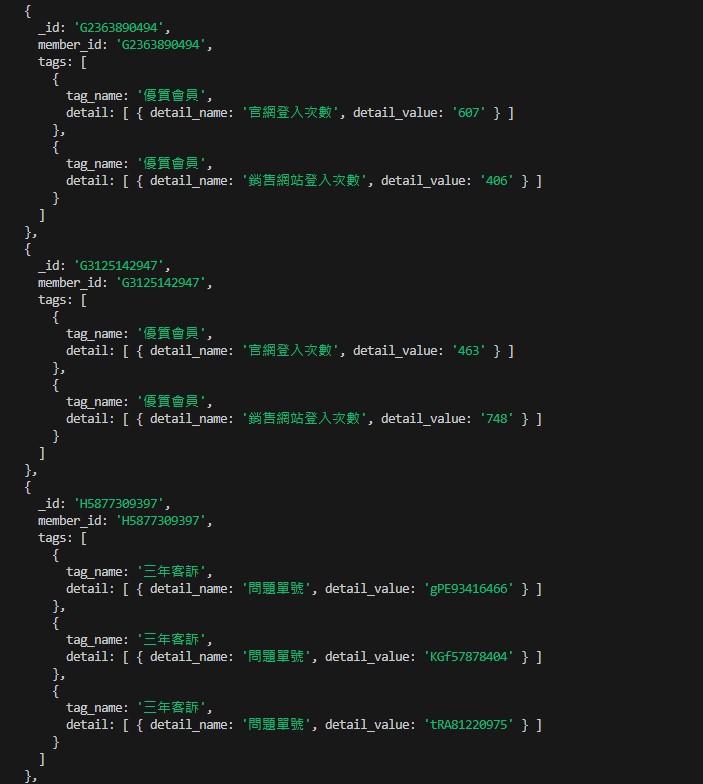 {
_id: 'G2363890494',
member_id: 'G2363890494',
tags: [
{
tag_name: '優質會員',
detail: [ { detail_name: '官網登入次數', detail_value: '607' } ]
},
{
tag_name: '優質會員',
detail: [ { detail_name: '銷售網站登入次數', detail_value: '406' } ]
}
]
},
{
_id: 'G3125142947',
member_id: 'G3125142947',
tags: [
{
tag_name: '優質會員',
detail: [ { detail_name: '官網登入次數', detail_value: '463' } ]
},
{
tag_name: '優質會員',
detail: [ { detail_name: '銷售網站登入次數', detail_value: '748' } ]
}
]
},
{
_id: 'H5877309397',
member_id: 'H5877309397',
tags: [
{
tag_name: '三年客訴',
detail: [ { detail_name: '問題單號', detail_value: 'gPE93416466' } ]
},
{
tag_name: '三年客訴',
detail: [ { detail_name: '問題單號', detail_value: 'KGf57878404' } ]
},
{
tag_name: '三年客訴',
detail: [ { detail_name: '問題單號', detail_value: 'tRA81220975' } ]
}
]
},